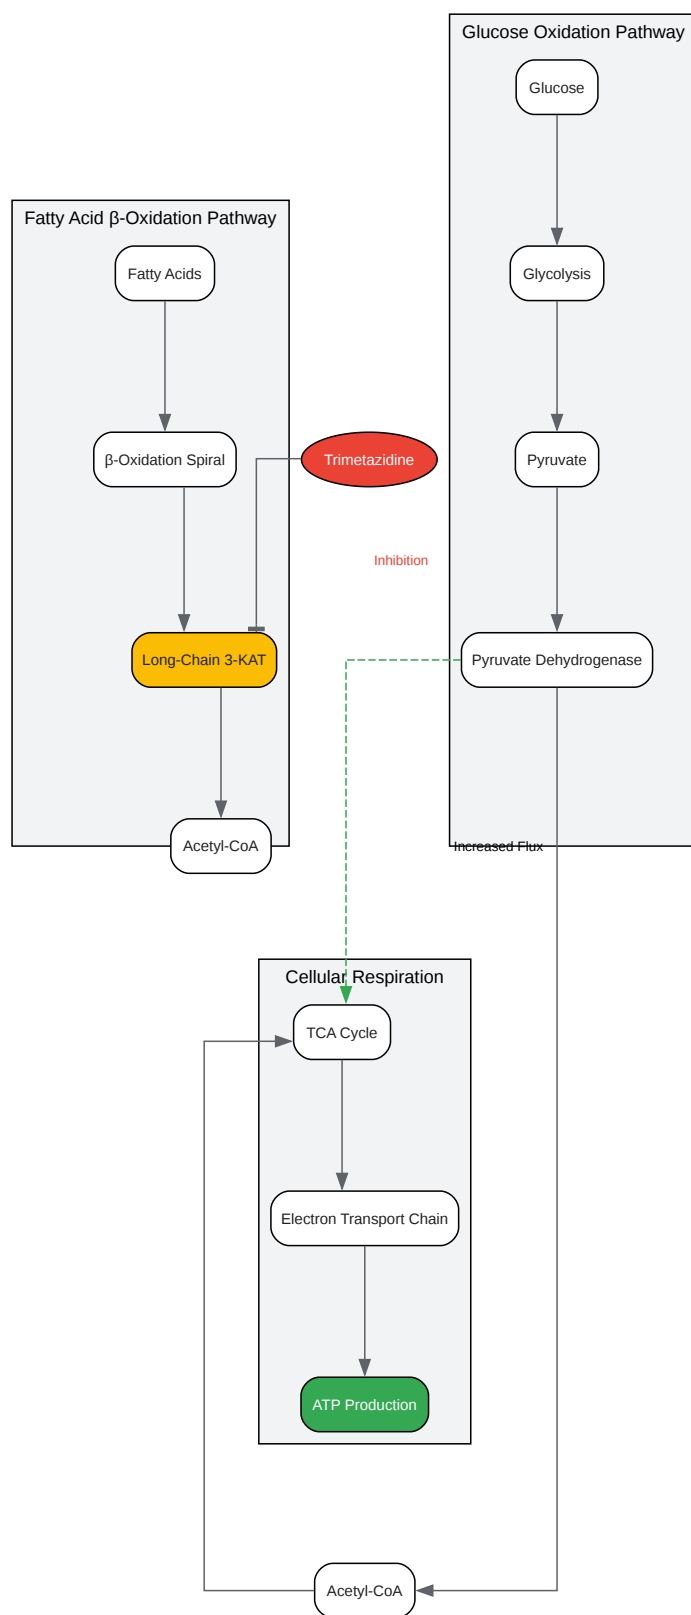 Glucose Oxidation Pathway
Glucose
Fatty Acid β-Oxidation Pathway
Fatty Acids
Glycolysis
β-Oxidation Spiral
Trimetazidine
Pyruvate
Inhibition
Long-Chain 3-KAT
Pyruvate Dehydrogenase
Acetyl-CoA
Increased Flux
Cellular Respiration
TCA Cycle
Electron Transport Chain
ATP Production
Acetyl-CoA